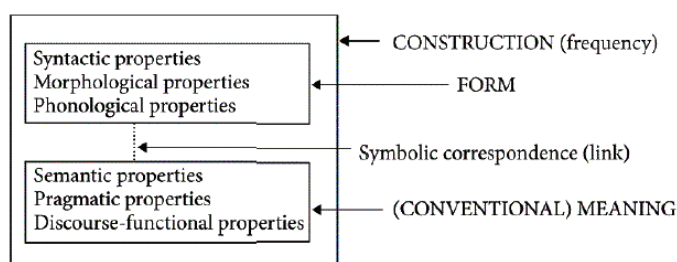 CONSTRUCTION (frequency)
Syntactic properties
Morphological properties
Phonological properties
FORM
Symbolic correspondence (link)
Semantic properties
Pragmatic properties
Discourse-functional properties
(CONVENTIONAL) MEANING